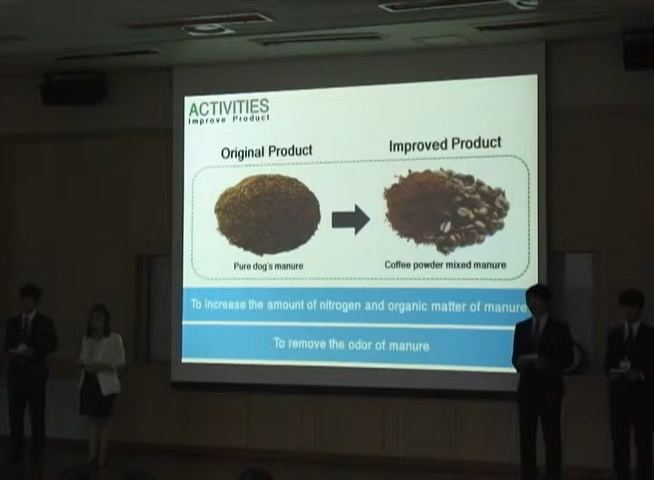 ACTIVITIES
Improve Product
Original Product
Improved Product
Pure dog's manure
Coffee powder mixed manure
To increase the amount of nitrogen and organic matter of manure
To remove the odor of manure